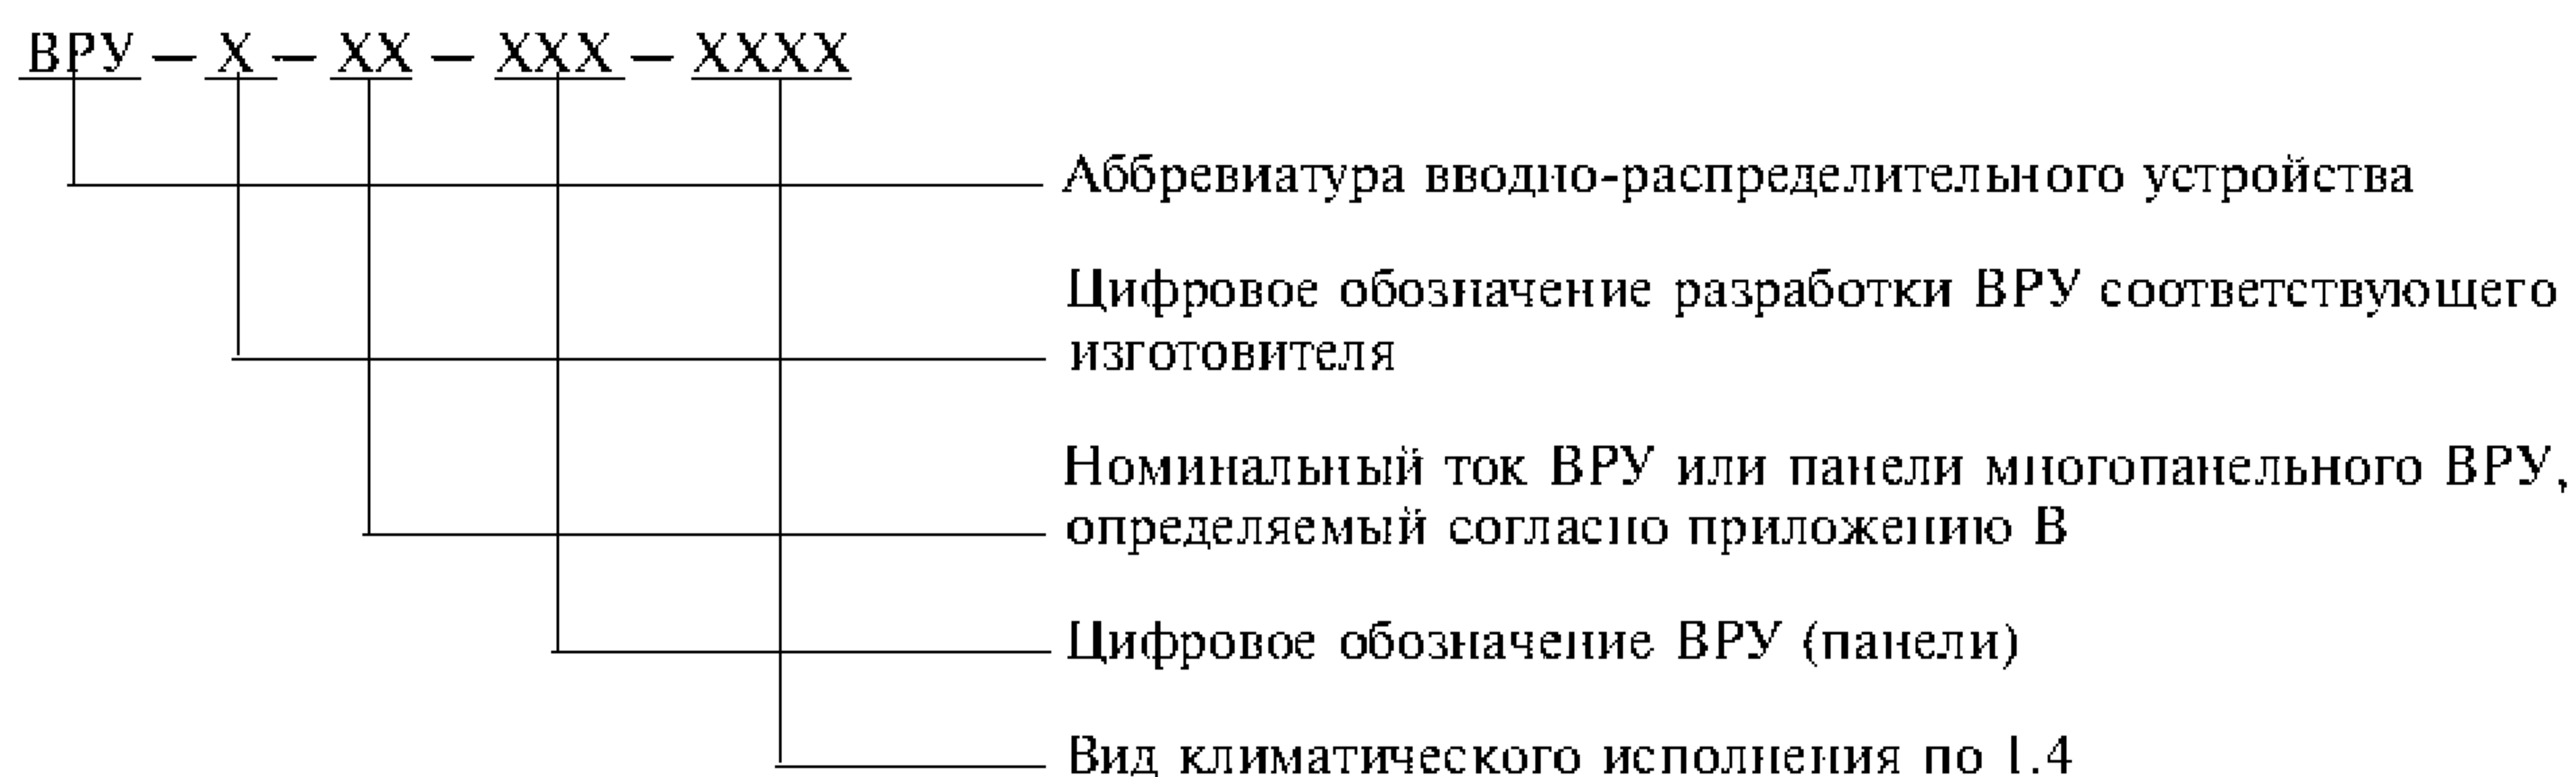 ВРУ — Х — ХХ — ХХХ — ХХХХ
Аббревиатура вводно-распределительного устройства
Цифровое обозначение разработки ВРУ соответствующего
изготовителя
Номинальный ток ВРУ или панели многопанельного ВРУ,
определяемый согласно приложению В
Цифровое обозначение ВРУ (панели)
Вид климатического исполнения по 1.4